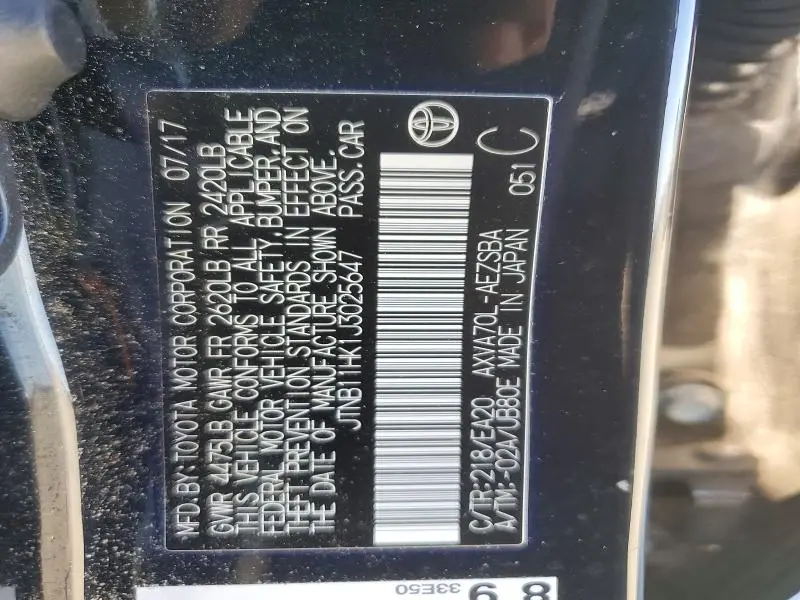 MFD BY:TOYOTA MOTOR CORPORATION 07/17
GWR 4475LB GAWR FR 2620LB RR 2420LB
THIS VEHICLE CONFORMS TO ALL APPLICABLE
FEDERAL MOTOR VEHICLE SAFETY,BUMPER,AND
THEFT PREVENTION STANDARDS IN EFFECT ON
THE DATE OF MANUFACTURE SHOWN ABOVE.
JTNB11HK1J3025647 PASS.CAR
C/TR:218/EA20 AXVA70L-AEZSBA 051 C
A/TM:-02A/UB80E MADE IN JAPAN
33E50